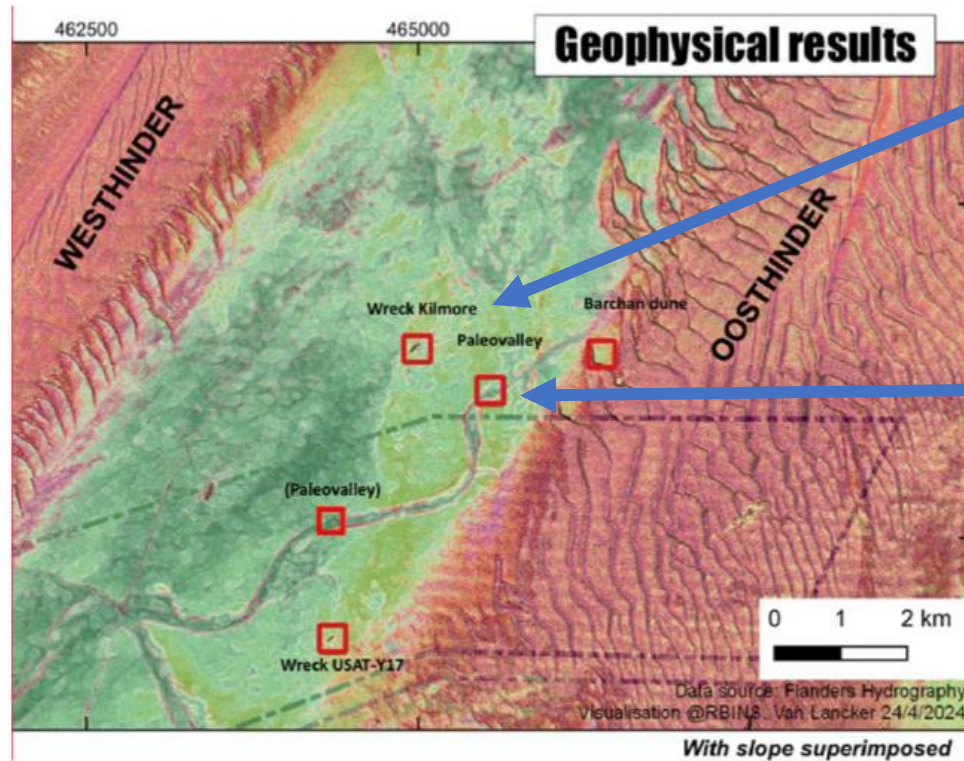 462500
465000
Geophysical results
WESTHINDER
OOSTHINDER
Wreck Kilmore
Barchan dune
Paleovalley
(Paleovalley)
Wreck USAT-Y17
0 1 2 km
Data source: Flanders Hydrography
Visualisation @RBINS, Van Lancker 24/4/2024
With slope superimposed